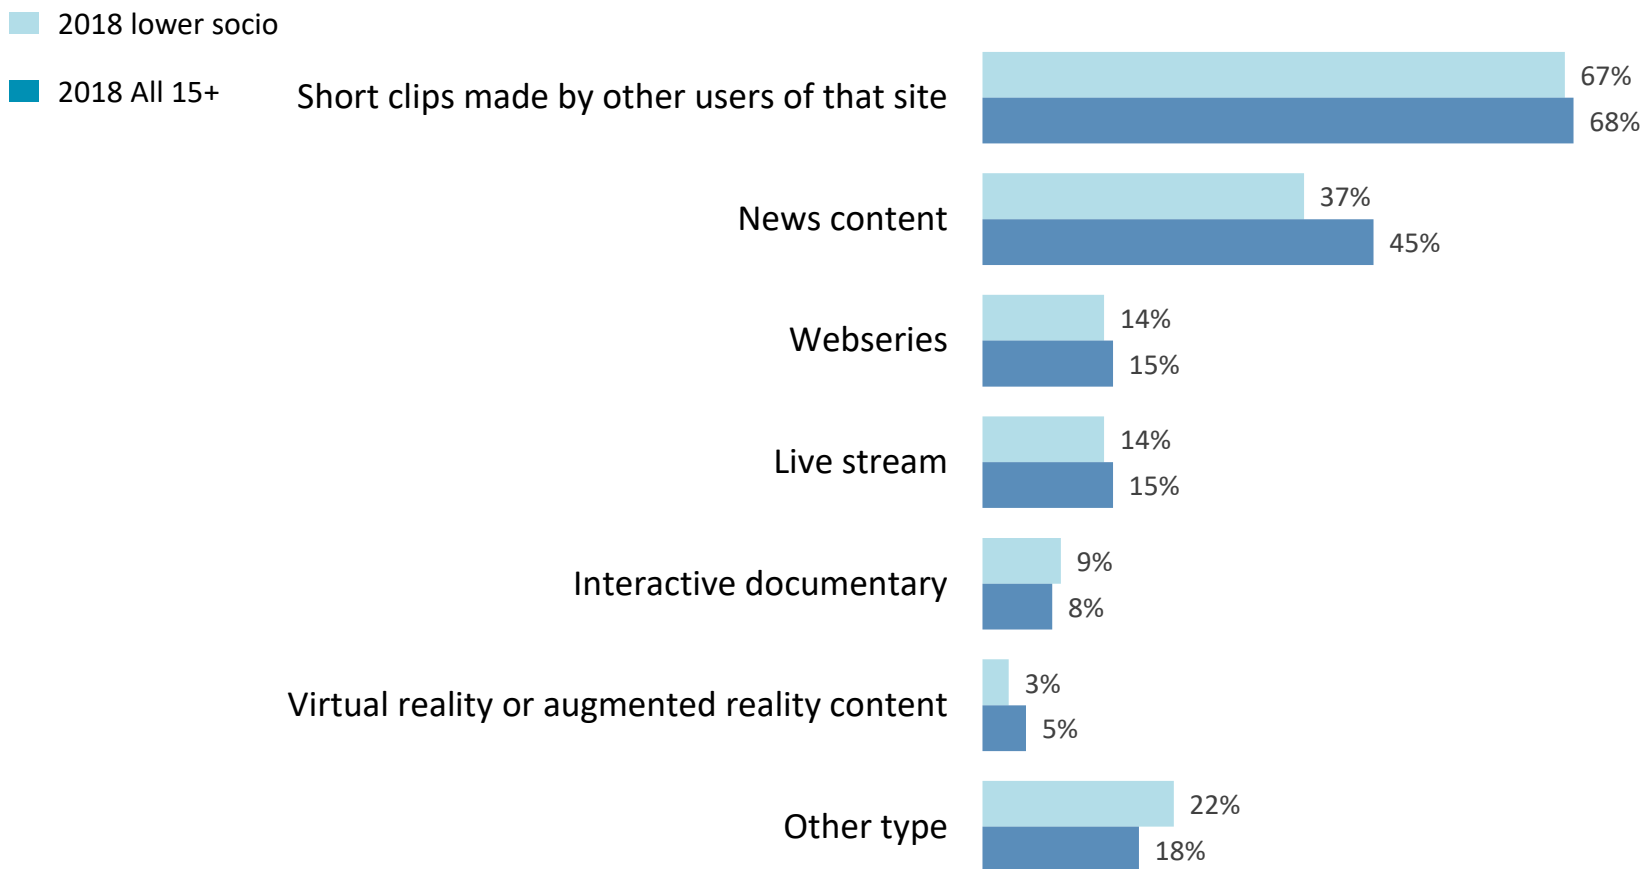 2018 lower socio
2018 All 15+
Short clips made by other users of that site
67%
68%
News content
37%
45%
Webseries
14%
15%
Live stream
14%
15%
Interactive documentary
9%
8%
Virtual reality or augmented reality content
3%
5%
Other type
22%
18%